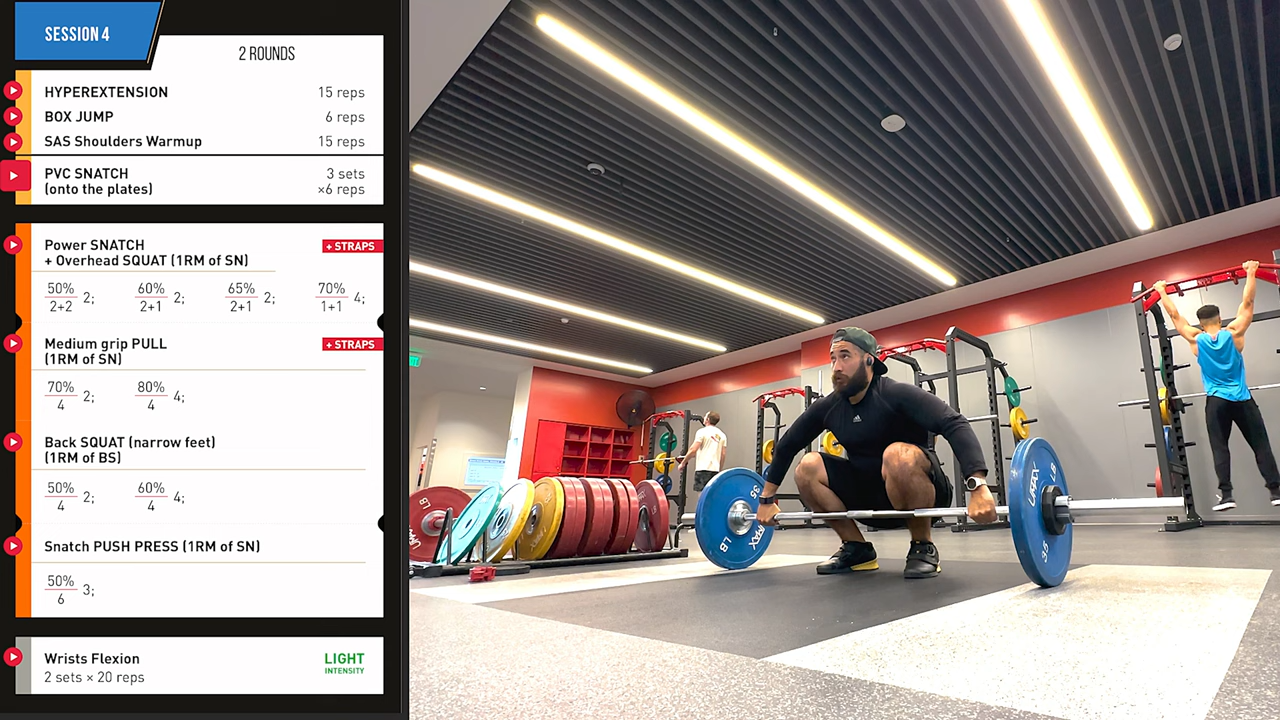 SESSION 4
2 ROUNDS
HYPEREXTENSION 15 reps
BOX JUMP 6 reps
SAS Shoulders Warmup 15 reps
PVC SNATCH 3 sets
(onto the plates) ×6 reps
Power SNATCH + STRAPS
+ Overhead SQUAT (1RM of SN)
50% 60% 65% 70%
2; 2; 2; 4;
2+2 2+1 2+1 1+1
Medium grip PULL + STRAPS
(1RM of SN)
70% 80%
2; 4;
4 4
Back SQUAT (narrow feet)
(1RM of BS)
50% 60%
2; 4;
4 4
Snatch PUSH PRESS (1RM of SN)
50%
3;
6
Wrists Flexion LIGHT
INTENSITY
2 sets × 20 reps
LB
35
LB
adidas
LB
35